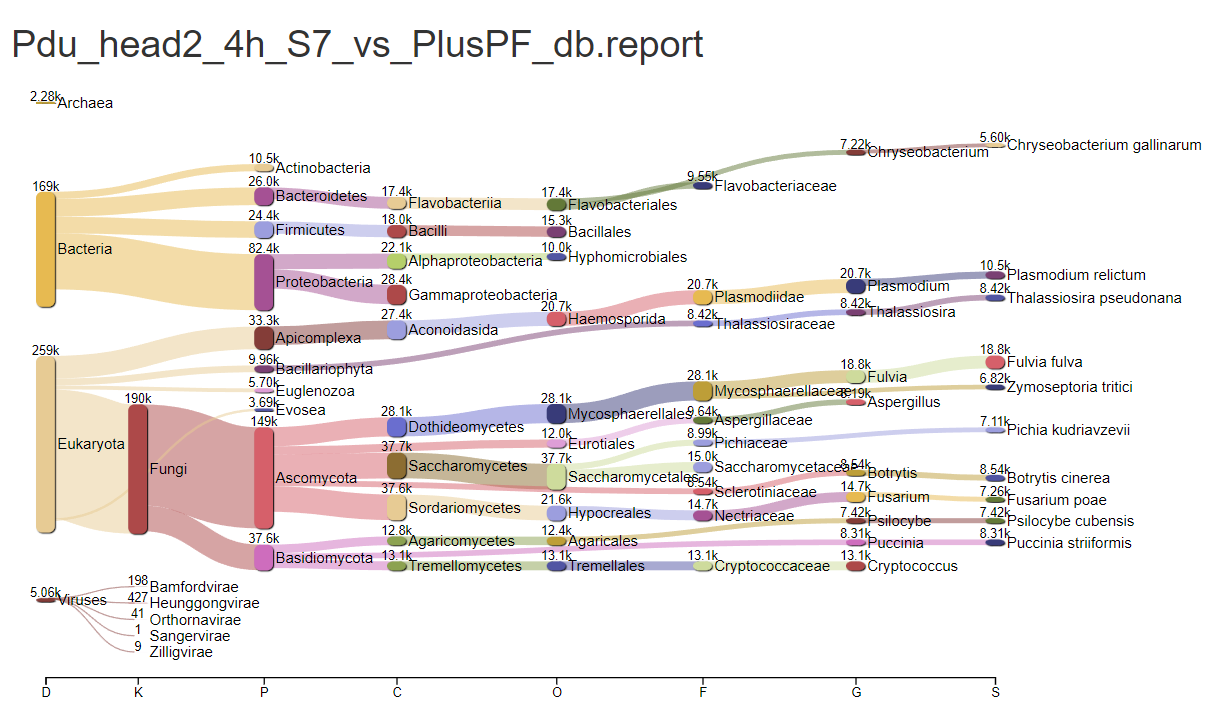 Pdu_head2_4h_S7_vs_PlusPF_db.report
2.28k Archaea
169k Bacteria
259k Eukaryota
5.06k Viruses
190k Fungi
198 Bamfordvirae
427 Heunggongvirae
41 Orthornavirae
1 Sangervirae
9 Zilligvirae
10.5k Actinobacteria
26.0k Bacteroidetes
24.4k Firmicutes
82.4k Proteobacteria
33.3k Apicomplexa
9.96k Bacillariophyta
5.70k Euglenozoa
3.69k Evosea
149k Ascomycota
37.6k Basidiomycota
17.4k Flavobacteriia
18.0k Bacilli
22.1k Alphaproteobacteria
28.4k Gammaproteobacteria
27.4k Aconoidasida
28.1k Dothideomycetes
37.7k Saccharomycetes
37.6k Sordariomycetes
12.8k Agaricomycetes
13.1k Tremellomycetes
17.4k Flavobacteriales
15.3k Bacillales
10.0k Hyphomicrobiales
20.7k Haemosporida
28.1k Mycosphaerellales
12.0k Eurotiales
37.7k Saccharomycetales
21.6k Hypocreales
12.4k Agaricales
13.1k Tremellales
9.55k Flavobacteriaceae
20.7k Plasmodiidae
8.42k Thalassiosiraceae
28.1k Mycosphaerellaceae
9.64k Aspergillaceae
8.99k Pichiaceae
15.0k Saccharomycetaceae
8.54k Sclerotiniaceae
14.7k Nectriaceae
13.1k Cryptococcaceae
7.22k Chryseobacterium
20.7k Plasmodium
8.42k Thalassiosira
18.8k Fulvia
8.19k Aspergillus
8.54k Botrytis
14.7k Fusarium
7.42k Psilocybe
8.31k Puccinia
13.1k Cryptococcus
5.60k Chryseobacterium gallinarum
10.5k Plasmodium relictum
8.42k Thalassiosira pseudonana
18.8k Fulvia fulva
6.82k Zymoseptoria tritici
7.11k Pichia kudriavzevii
8.54k Botrytis cinerea
7.26k Fusarium poae
7.42k Psilocybe cubensis
8.31k Puccinia striiformis
D K P C O F G S